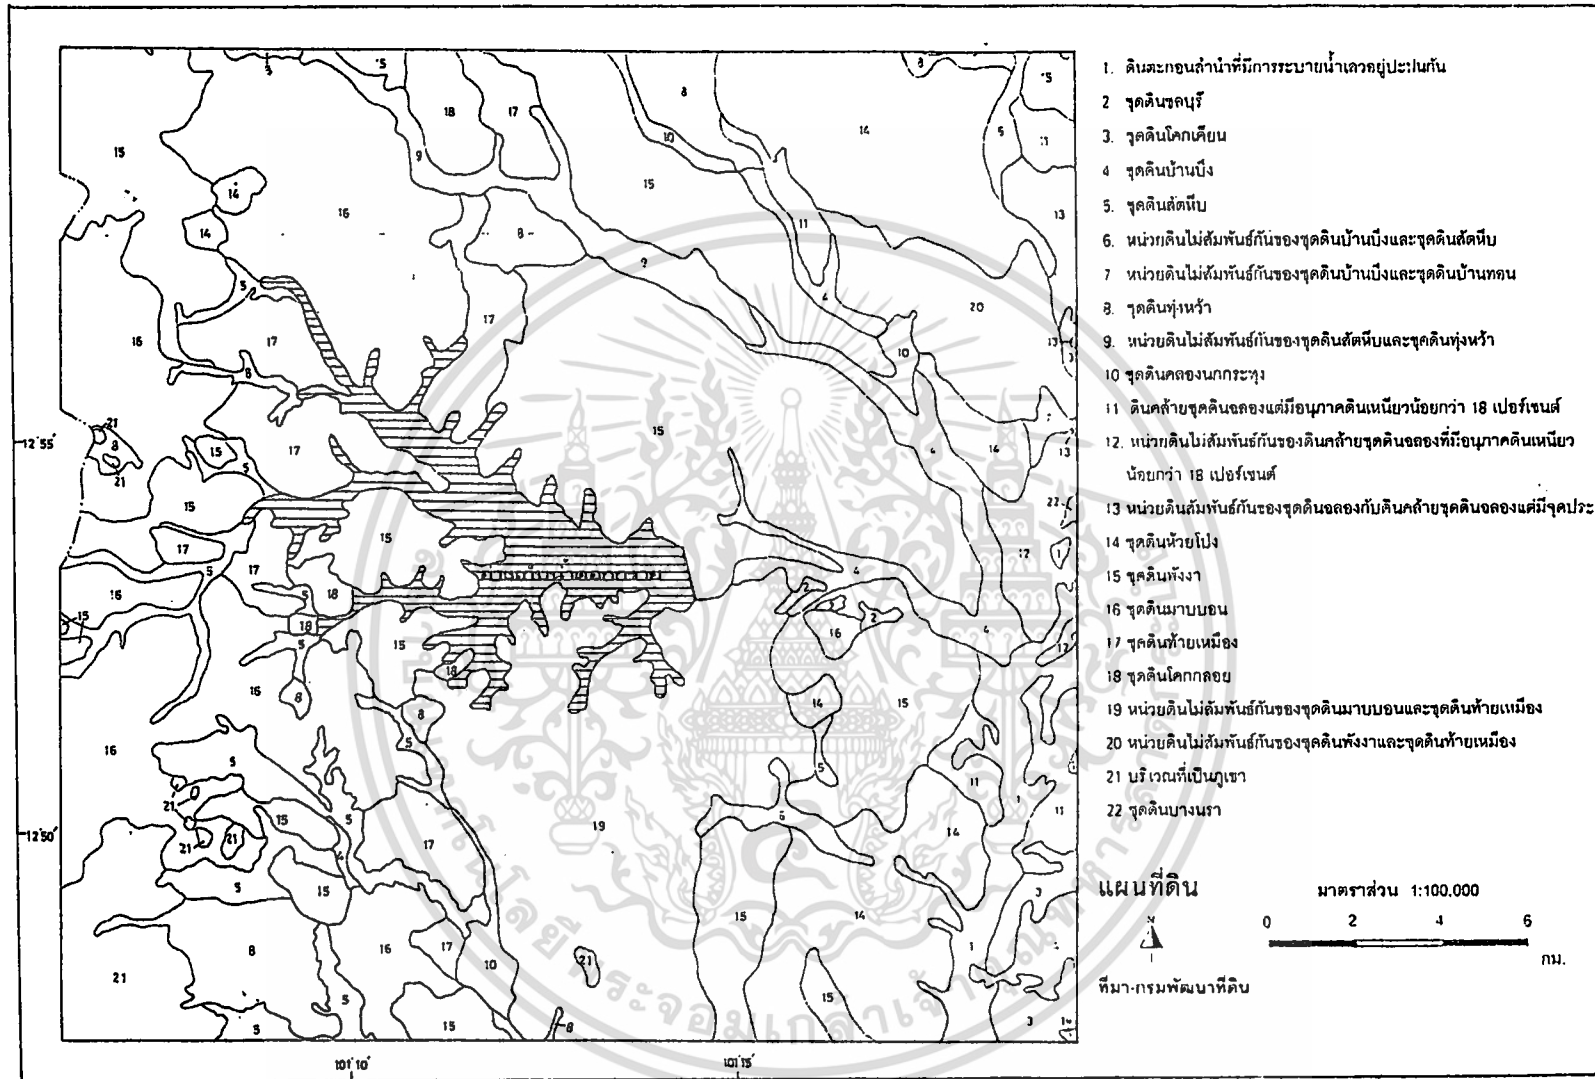 1. ดินตะกอนลำน้ำที่มีการระบายน้ำเลวอยู่ปะปนกัน
2 ชุดดินชลบุรี
3. ชุดดินโคกเคียน
4 ชุดดินบ้านบึง
5. ชุดดินสัตหีบ
6. หน่วยดินไม่สัมพันธ์กันของชุดดินบ้านบึงและชุดดินสัตหีบ
7 หน่วยดินไม่สัมพันธ์กันของชุดดินบ้านบึงและชุดดินบ้านทอน
8. ชุดดินทุ่งหว้า
9. หน่วยดินไม่สัมพันธ์กันของชุดดินสัตหีบและชุดดินทุ่งหว้า
10 ชุดดินคลองนกกระทุง
11 ดินคล้ายชุดดินฉลองแต่มีอนุภาคดินเหนียวน้อยกว่า 18 เปอร์เซนต์
12. หน่วยดินไม่สัมพันธ์กันของดินคล้ายชุดดินฉลองที่มีอนุภาคดินเหนียว
น้อยกว่า 18 เปอร์เซนต์
13 หน่วยดินสัมพันธ์กันของชุดดินฉลองกับดินคล้ายชุดดินฉลองแต่มีจุดประ
14 ชุดดินห้วยโป่ง
15 ชุดดินพังงา
16 ชุดดินมาบบอน
17 ชุดดินท้ายเหมือง
18 ชุดดินโคกกลอย
19 หน่วยดินไม่สัมพันธ์กันของชุดดินมาบบอนและชุดดินท้ายเหมือง
20 หน่วยดินไม่สัมพันธ์กันของชุดดินพังงาและชุดดินท้ายเหมือง
21 บริเวณที่เป็นภูเขา
22 ชุดดินบางนรา
แผนที่ดิน
มาตราส่วน 1:100.000
N
0 2 4 6
กม.
ที่มา-กรมพัฒนาที่ดิน
อ่างเก็บน้ำดอกกราย
12°55'
12°50'
101°10' 101°15'